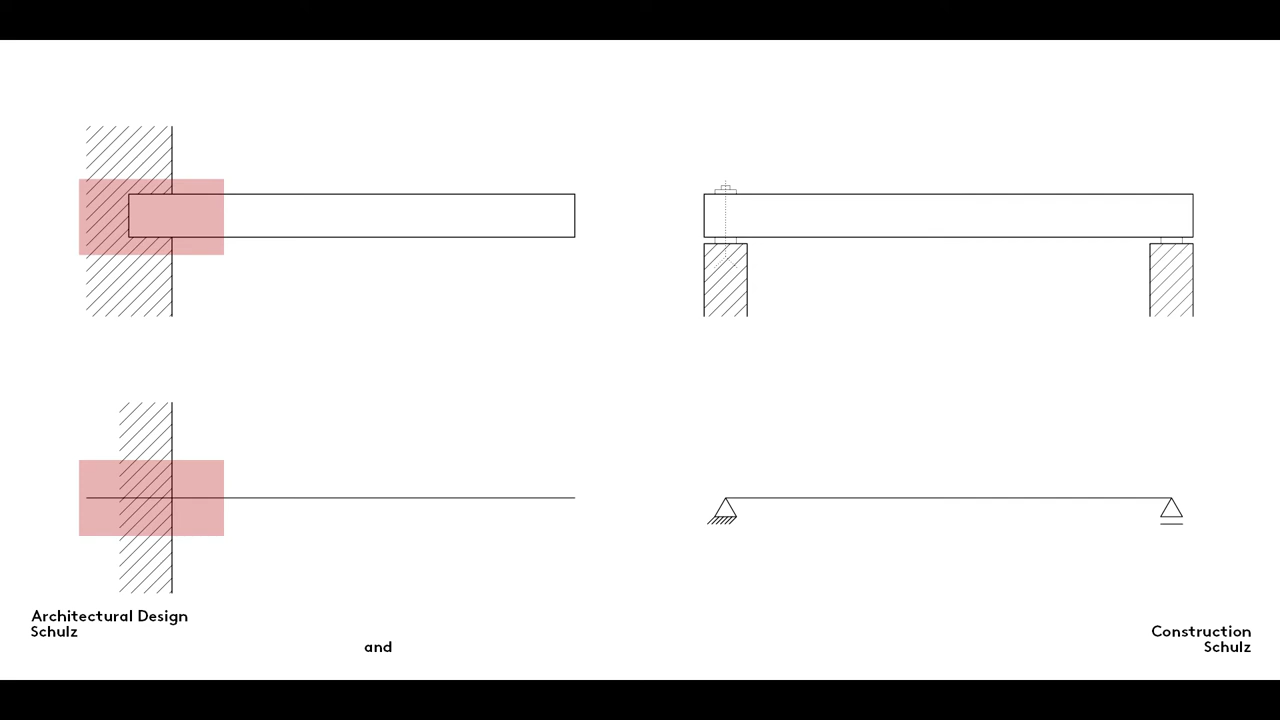 Architectural Design
Schulz
and
Construction
Schulz